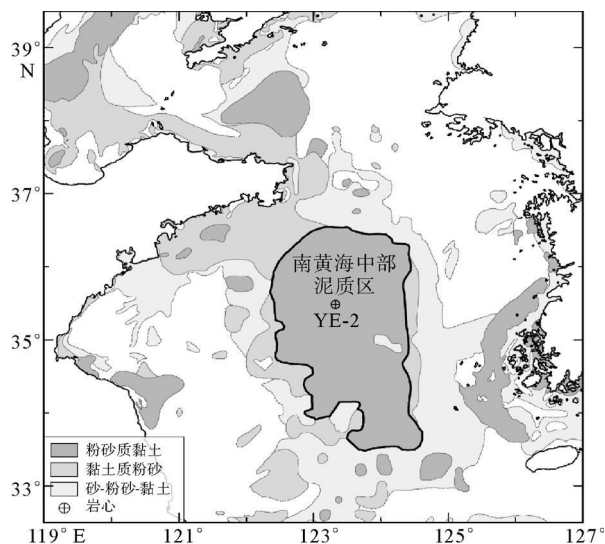 39°
N
37°
35°
33°
南黄海中部
泥质区
YE-2
粉砂质黏土
黏土质粉砂
砂-粉砂-黏土
岩心
119° E
121°
123°
125°
127°